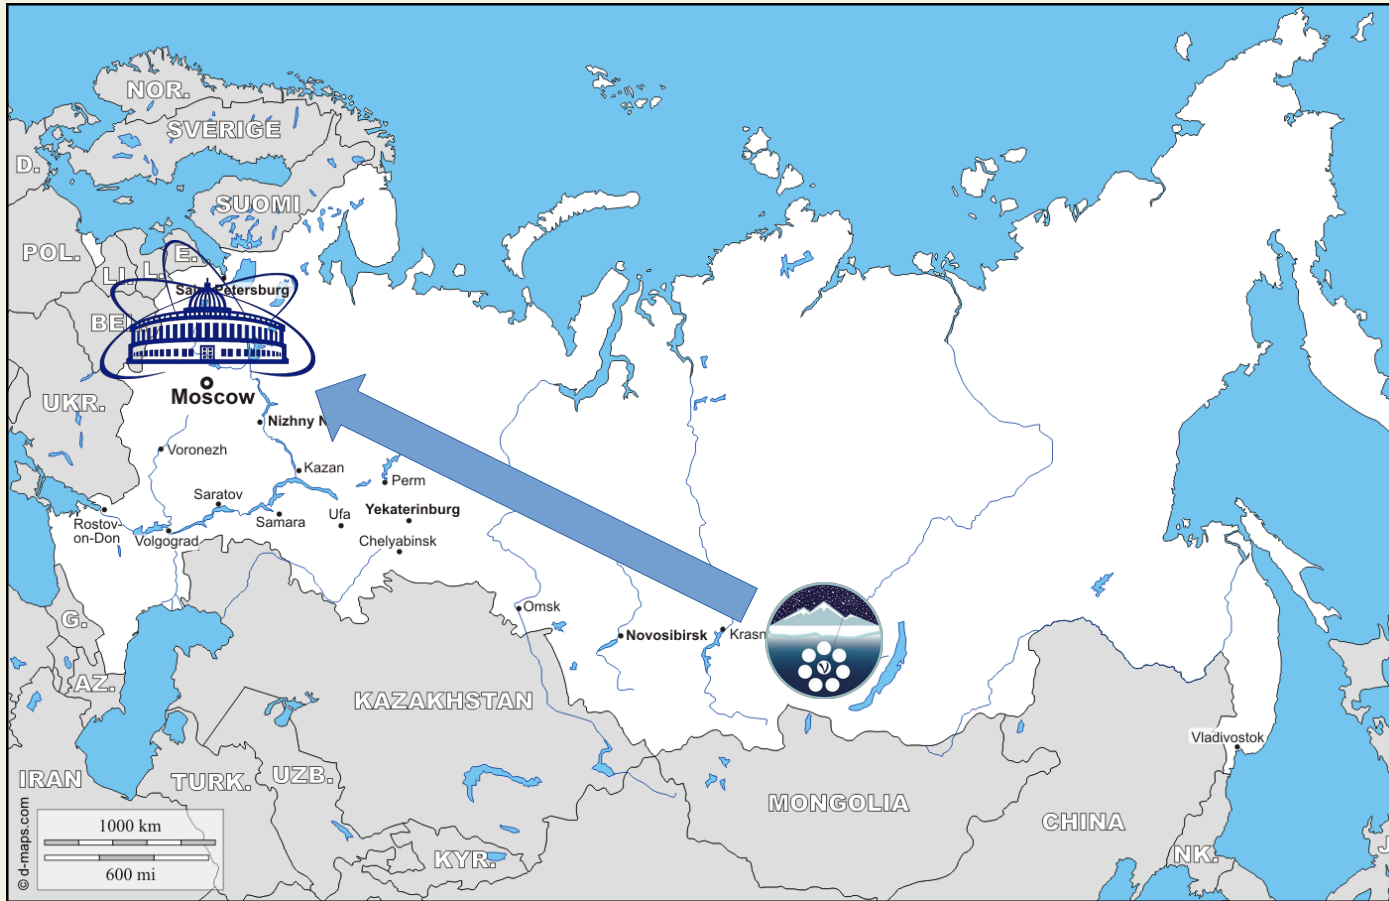 NOR.
SVERIGE
D.
SUOMI
POL.
E.
L.
LI.
Petersburg
Moscow
UKR.
Nizhny N
Voronezh
Kazan
Perm
Saratov
Yekaterinburg
Ufa
Samara
Rostov-
on-Don
Volgograd
Chelyabinsk
Omsk
G.
Novosibirsk
Krasn
AZ.
KAZAKHSTAN
Vladivostok
IRAN
TURK.
UZB.
MONGOLIA
CHINA
1000 km
KYR.
NK.
J
600 mi
© d-maps.com